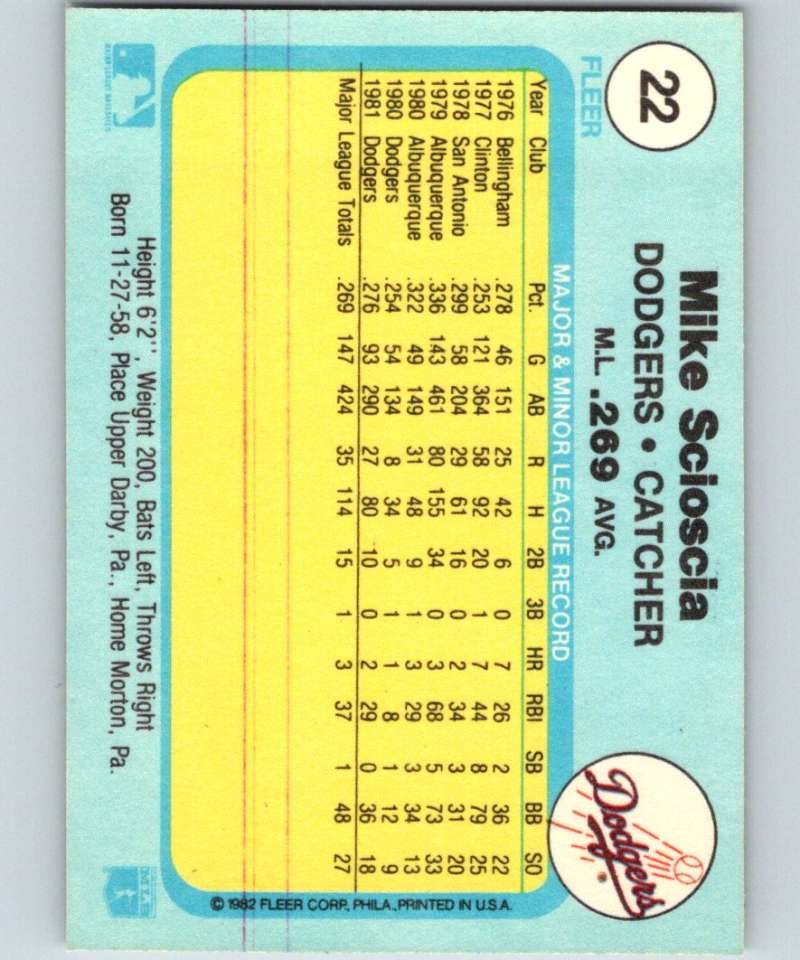 22
FLEER
Mike Scioscia
DODGERS • CATCHER
M.L. .269 AVG.
Dodgers
MAJOR & MINOR LEAGUE RECORD
Year Club Pct. G AB R H 2B 3B HR RBI SB BB SO
1976 Bellingham .278 46 151 25 42 6 0 7 26 2 36 22
1977 Clinton .253 121 364 58 92 20 1 7 44 8 79 25
1978 San Antonio .299 58 204 29 61 16 0 2 34 3 31 20
1979 Albuquerque .336 143 461 80 155 34 0 3 68 5 73 33
1980 Albuquerque .322 49 149 31 48 9 1 3 29 3 34 13
1980 Dodgers .254 54 134 8 34 5 1 1 8 1 12 9
1981 Dodgers .276 93 290 27 80 10 0 2 29 0 36 18
Major League Totals .269 147 424 35 114 15 1 3 37 1 48 27
© 1982 FLEER CORP., PHILA., PRINTED IN U.S.A.
Height 6'2'', Weight 200, Bats Left, Throws Right
Born 11-27-58, Place Upper Darby, Pa., Home Morton, Pa.